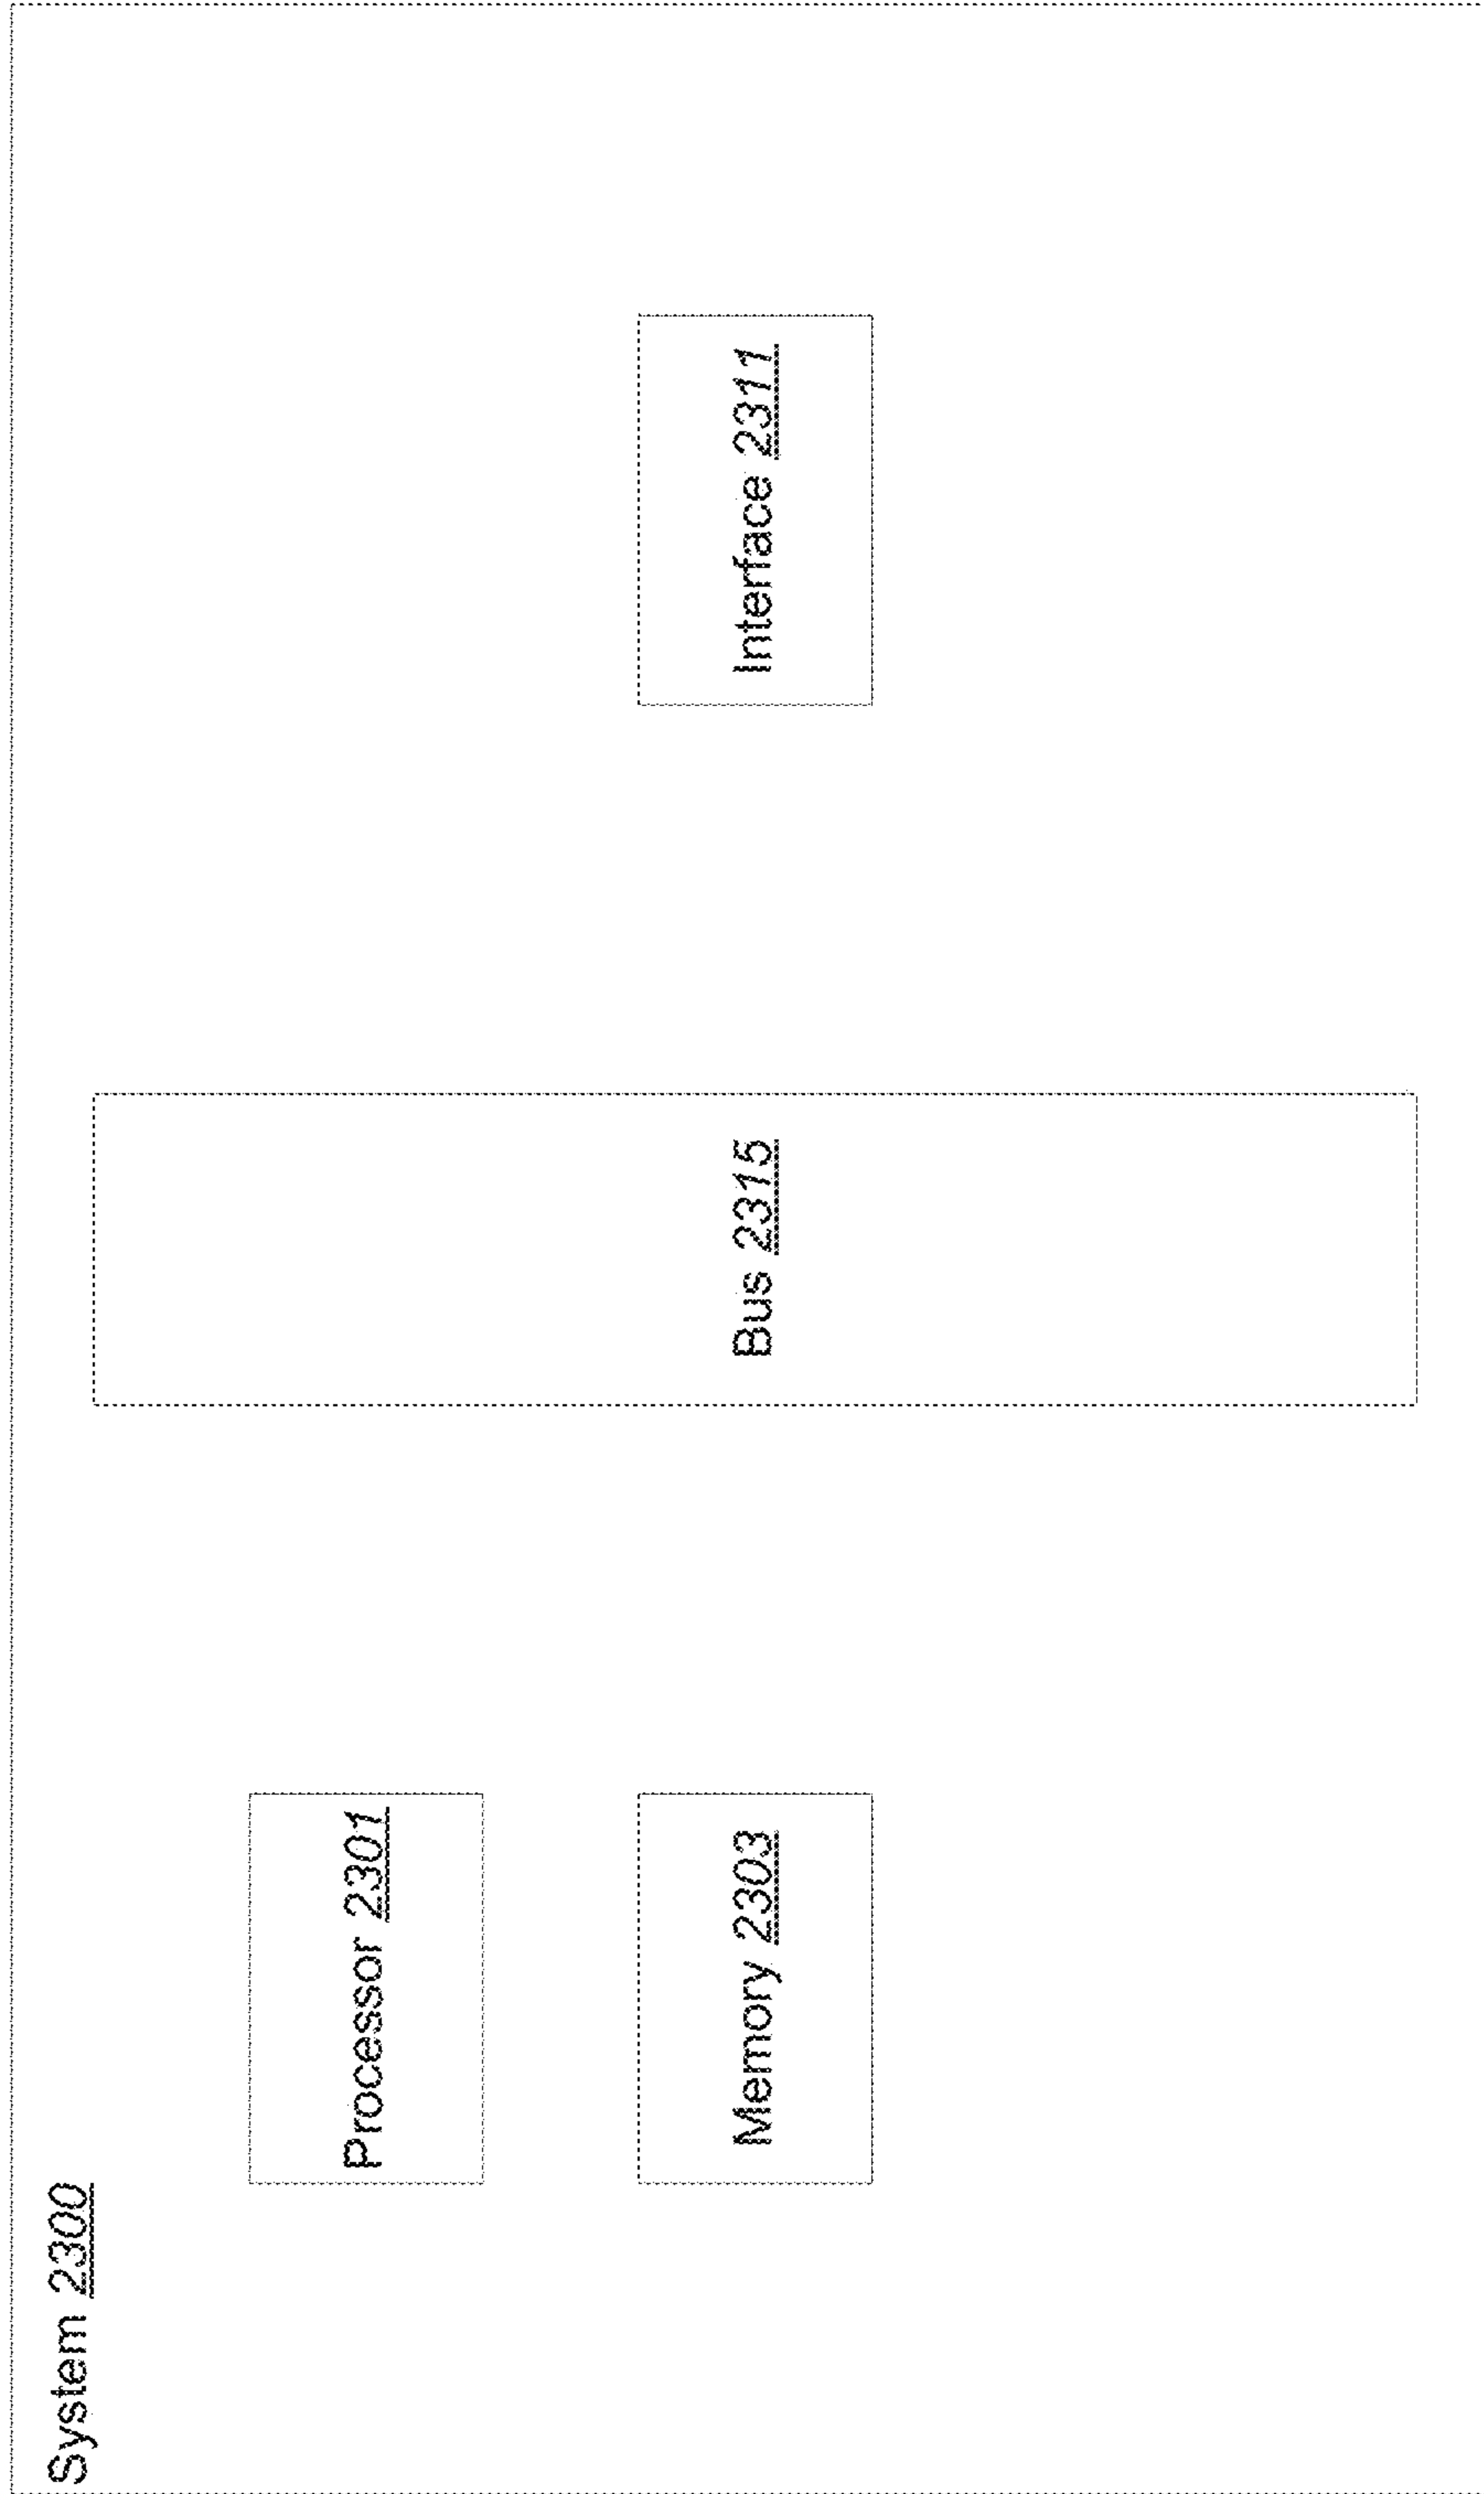 System 2300
Processor 2301
Memory 2303
Bus 2315
Interface 2311